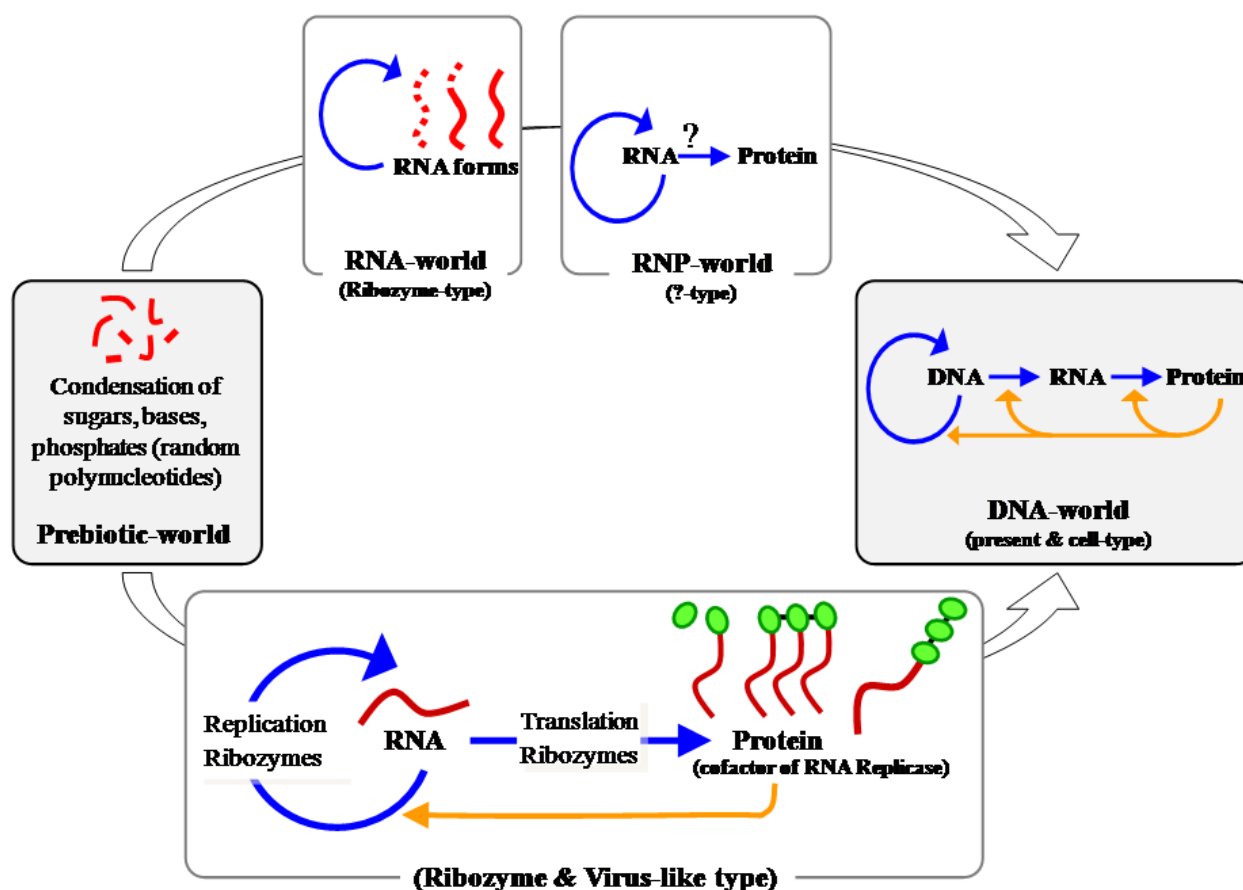 RNA forms
RNA-world
(Ribozyme-type)
?
RNA
Protein
RNP-world
(?-type)
Condensation of
sugars, bases,
phosphates (random
polynucleotides)
Prebiotic-world
DNA
RNA
Protein
DNA-world
(present & cell-type)
Replication
Ribozymes
RNA
Translation
Ribozymes
Protein
(cofactor of RNA Replicase)
(Ribozyme & Virus-like type)